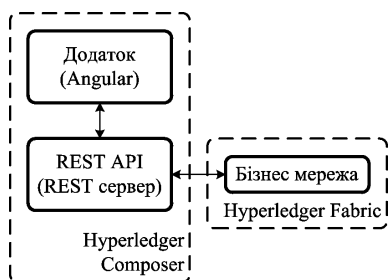 Додаток
(Angular)
REST API
(REST сервер)
Бізнес мережа
Hyperledger Fabric
Hyperledger
Composer